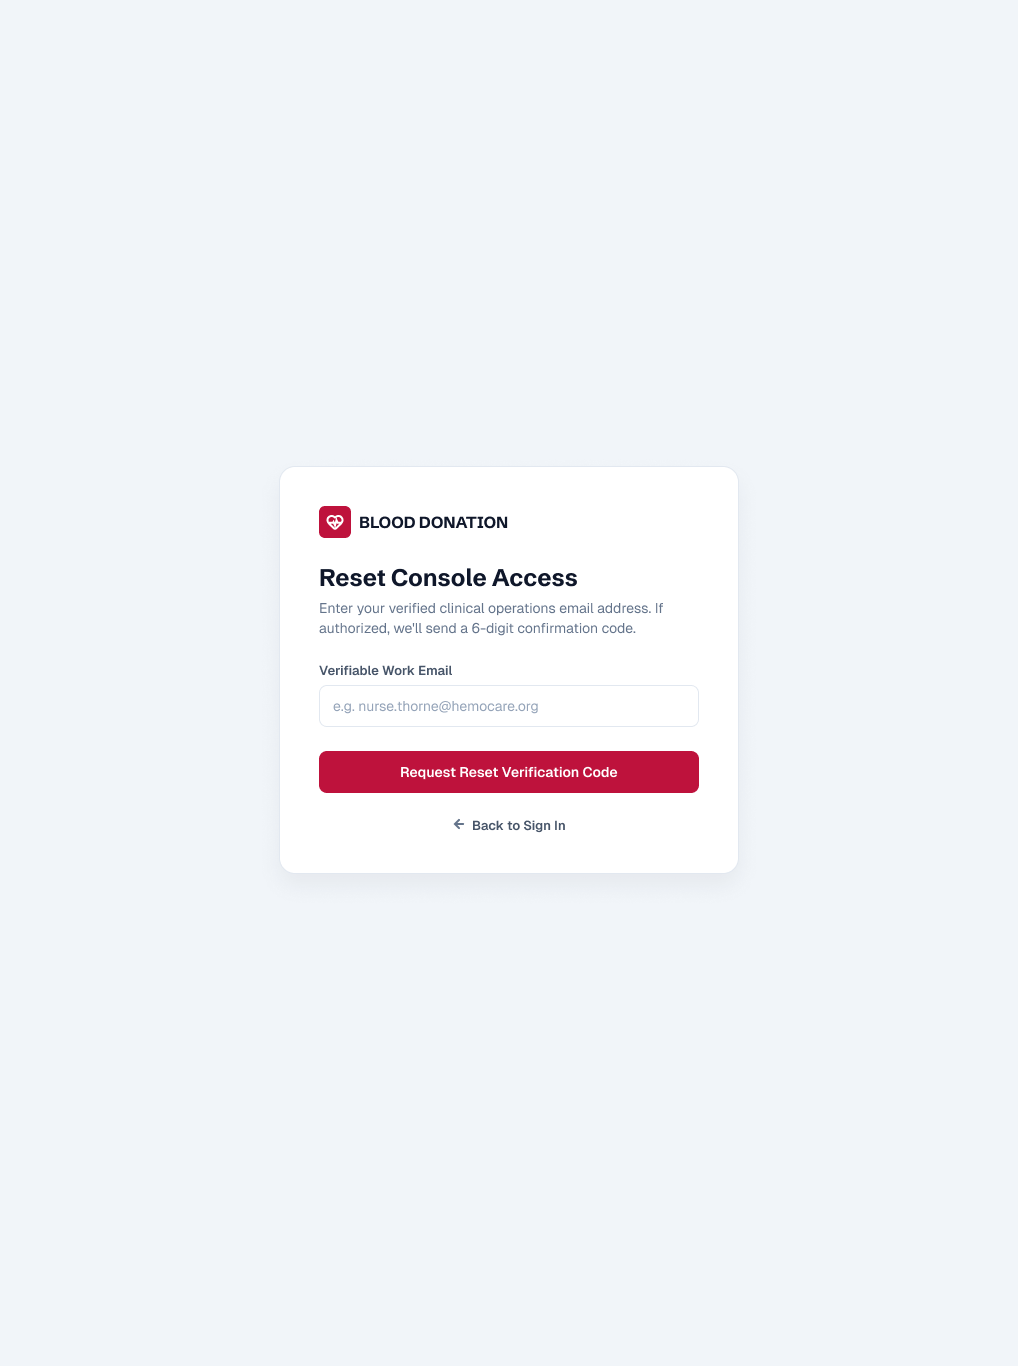 BLOOD DONATION
Reset Console Access
Enter your verified clinical operations email address. If
authorized, we'll send a 6-digit confirmation code.
Verifiable Work Email
e.g. nurse.thorne@hemocare.org
Request Reset Verification Code
← Back to Sign In